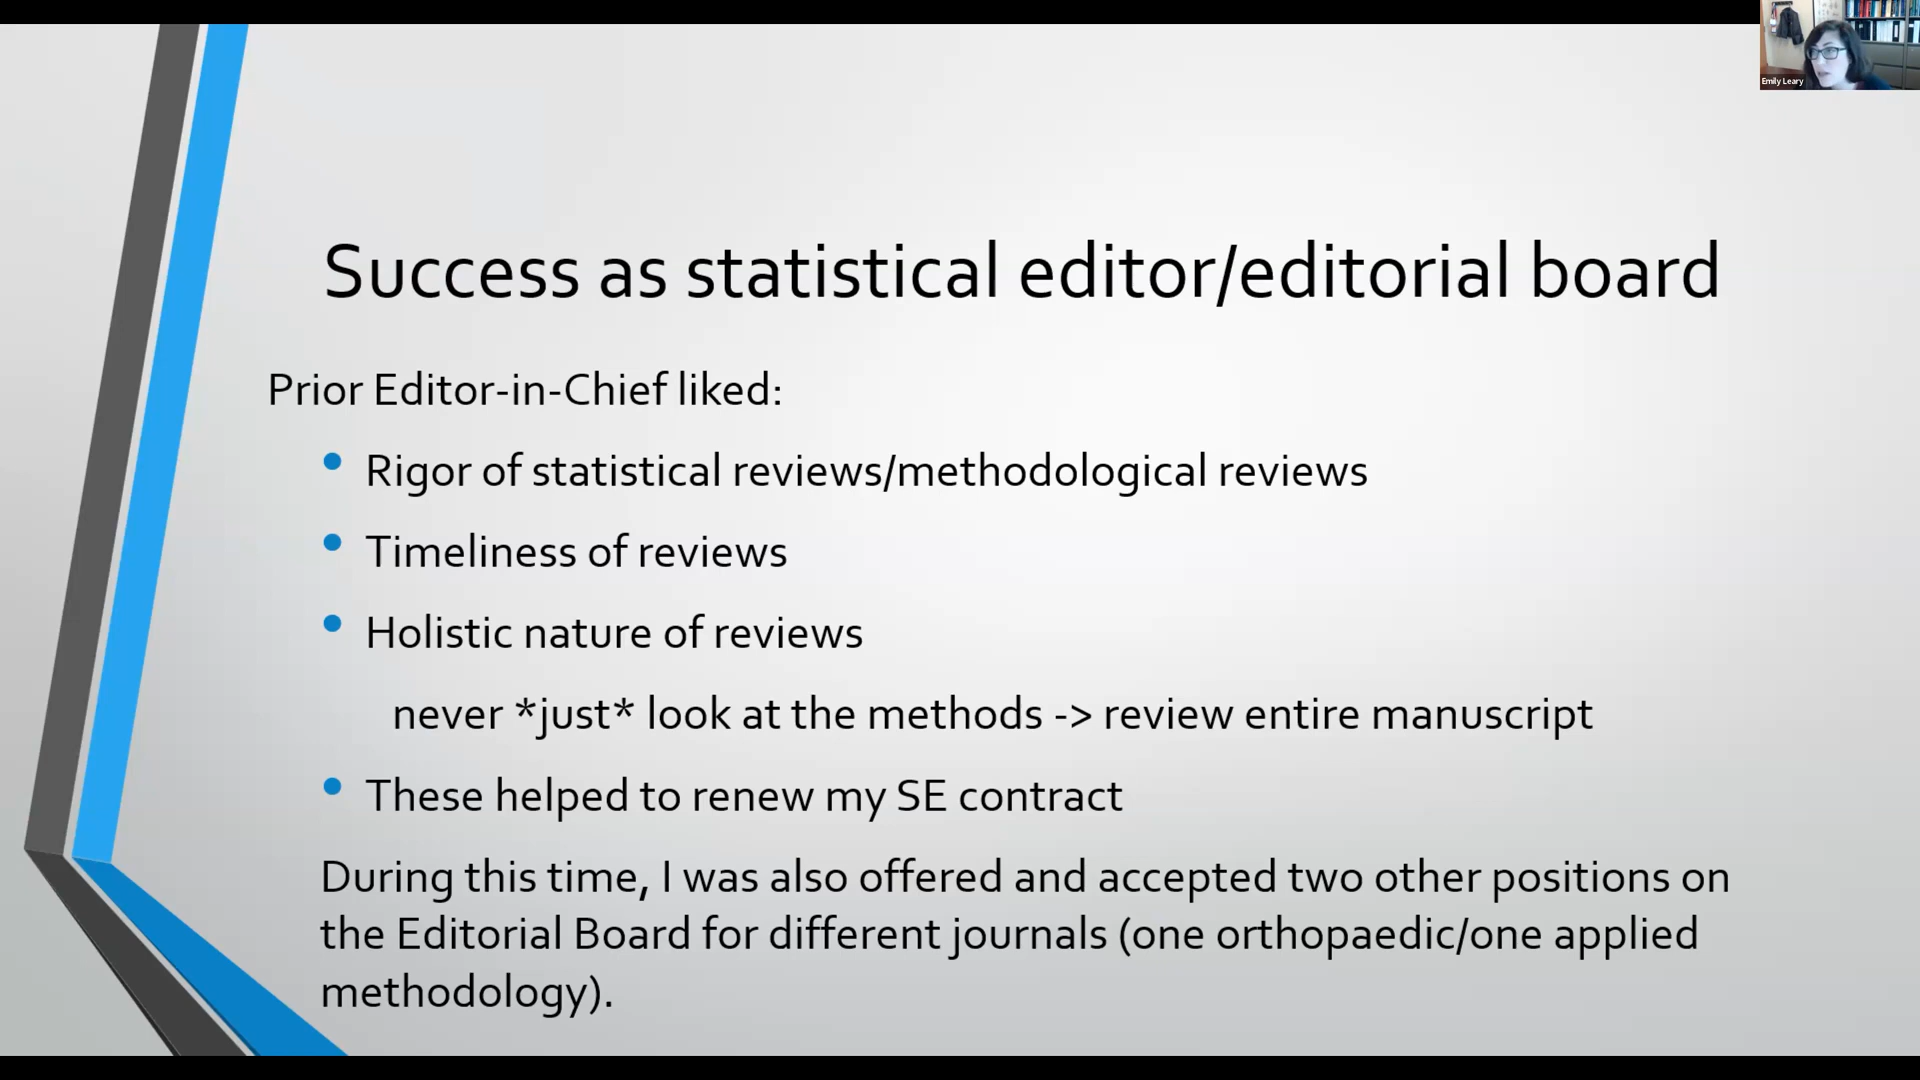 Emily Leary
Success as statistical editor/editorial board
Prior Editor-in-Chief liked:
• Rigor of statistical reviews/methodological reviews
• Timeliness of reviews
• Holistic nature of reviews
never *just* look at the methods -> review entire manuscript
• These helped to renew my SE contract
During this time, I was also offered and accepted two other positions on
the Editorial Board for different journals (one orthopaedic/one applied
methodology).